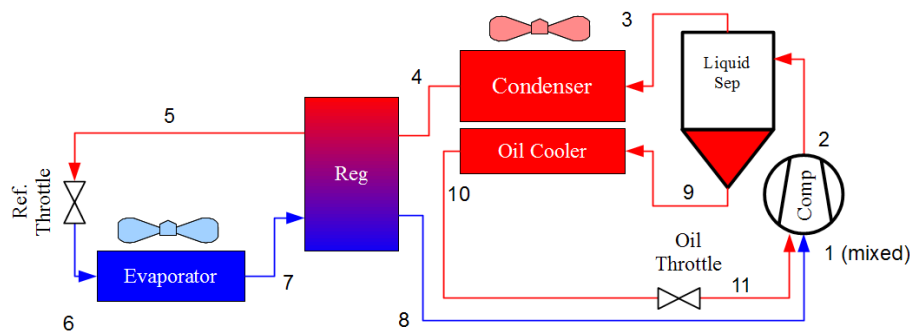 3
Liquid
Sep
Condenser
4
5
2
Oil Cooler
Reg
10
9
Comp
Ref.
Throttle
Oil
Throttle
1 (mixed)
Evaporator
7
11
6
8